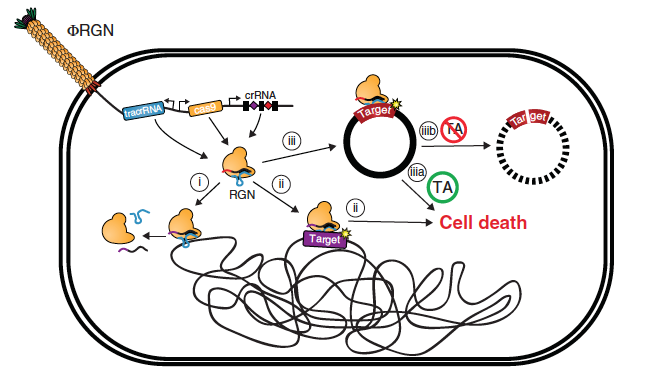 ΦRGN
tracrRNA
cas9
crRNA
Target
iiib
TA
Target
iii
iiia
TA
i
RGN
ii
ii
Cell death
Target